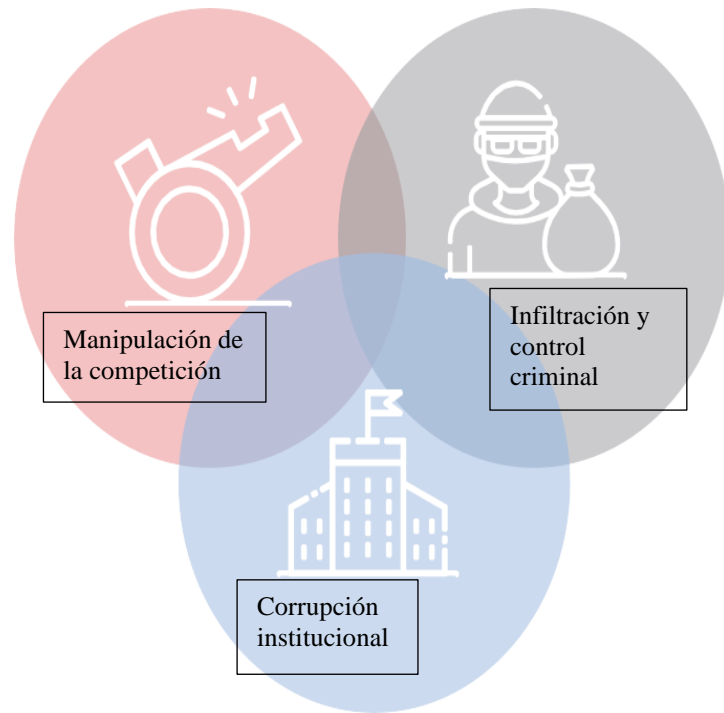 Manipulación de
la competición
Infiltración y
control
criminal
Corrupción
institucional